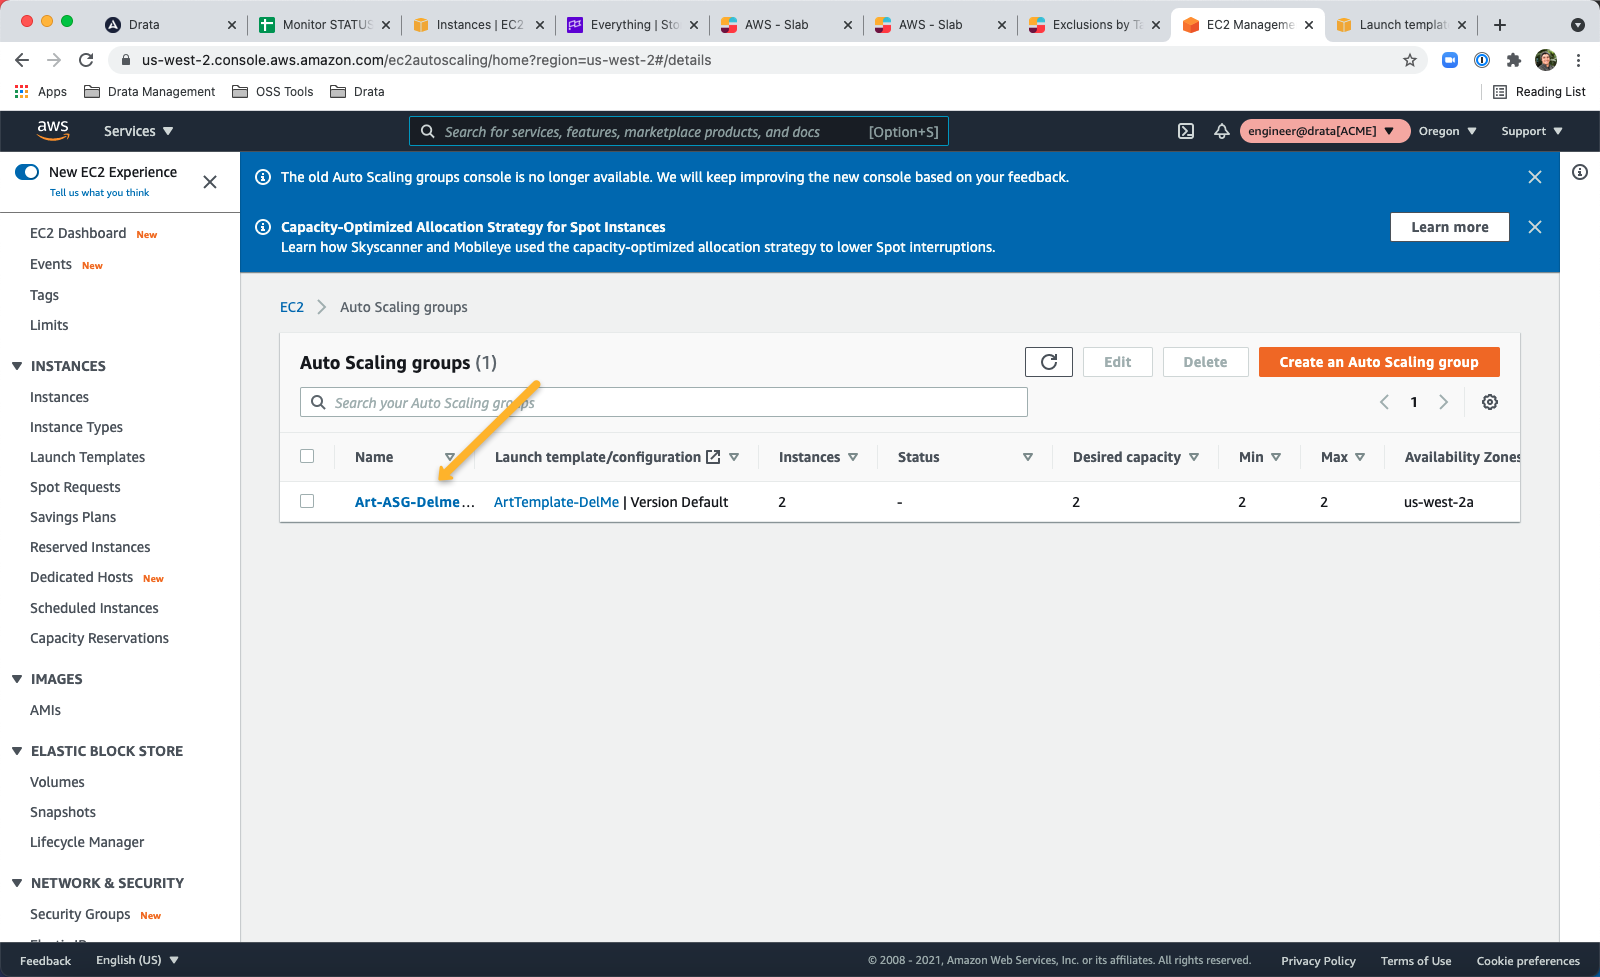 Drata
Monitor STATUS
Instances | EC2
Everything | Sto
AWS - Slab
AWS - Slab
Exclusions by Ta
EC2 Manageme
Launch templat
us-west-2.console.aws.amazon.com/ec2autoscaling/home?region=us-west-2#/details
Apps
Data Management
OSS Tools
Drata
Reading List
aws
Services
Search for services, features, marketplace products, and docs
[Option+S]
engineer@drata[ACME]
Oregon
Support
New EC2 Experience
Tell us what you think
EC2 Dashboard New
Events New
Tags
Limits
INSTANCES
Instances
Instance Types
Launch Templates
Spot Requests
Savings Plans
Reserved Instances
Dedicated Hosts New
Scheduled Instances
Capacity Reservations
IMAGES
AMIs
ELASTIC BLOCK STORE
Volumes
Snapshots
Lifecycle Manager
NETWORK & SECURITY
Security Groups New
The old Auto Scaling groups console is no longer available. We will keep improving the new console based on your feedback.
Capacity-Optimized Allocation Strategy for Spot Instances
Learn how Skyscanner and Mobileye used the capacity-optimized allocation strategy to lower Spot interruptions.
Learn more
EC2
Auto Scaling groups
Auto Scaling groups (1)
Edit
Delete
Create an Auto Scaling group
Search your Auto Scaling groups
1
Name
Launch template/configuration
Instances
Status
Desired capacity
Min
Max
Availability Zones
Art-ASG-Delme...
ArtTemplate-DelMe | Version Default
2
-
2
2
2
us-west-2a
Feedback
English (US)
© 2008 - 2021, Amazon Web Services, Inc. or its affiliates. All rights reserved.
Privacy Policy
Terms of Use
Cookie preferences